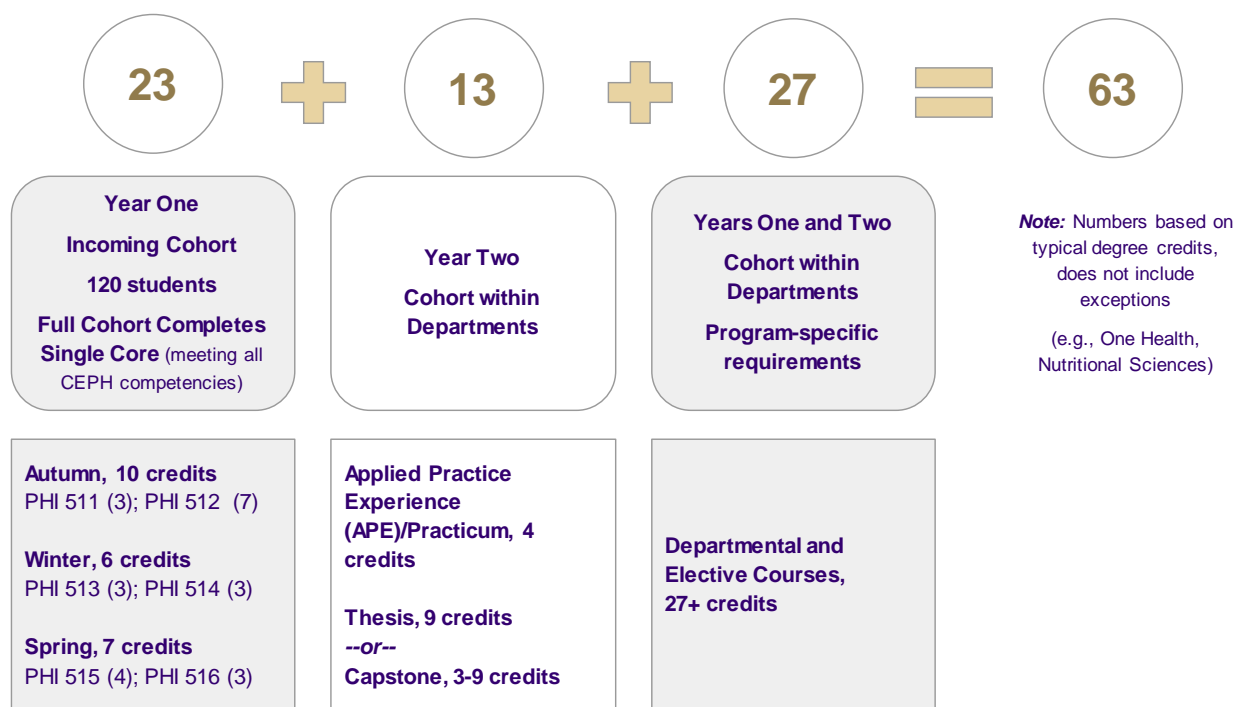 23
13
27
63
Year One
Incoming Cohort
120 students
Full Cohort Completes
Single Core (meeting all
CEPH competencies)
Year Two
Cohort within
Departments
Years One and Two
Cohort within
Departments
Program-specific
requirements
Note: Numbers based on
typical degree credits,
does not include
exceptions
(e.g., One Health,
Nutritional Sciences)
Autumn, 10 credits
PHI 511 (3); PHI 512 (7)
Winter, 6 credits
PHI 513 (3); PHI 514 (3)
Spring, 7 credits
PHI 515 (4); PHI 516 (3)
Applied Practice
Experience
(APE)/Practicum, 4
credits
Thesis, 9 credits
--or--
Capstone, 3-9 credits
Departmental and
Elective Courses,
27+ credits